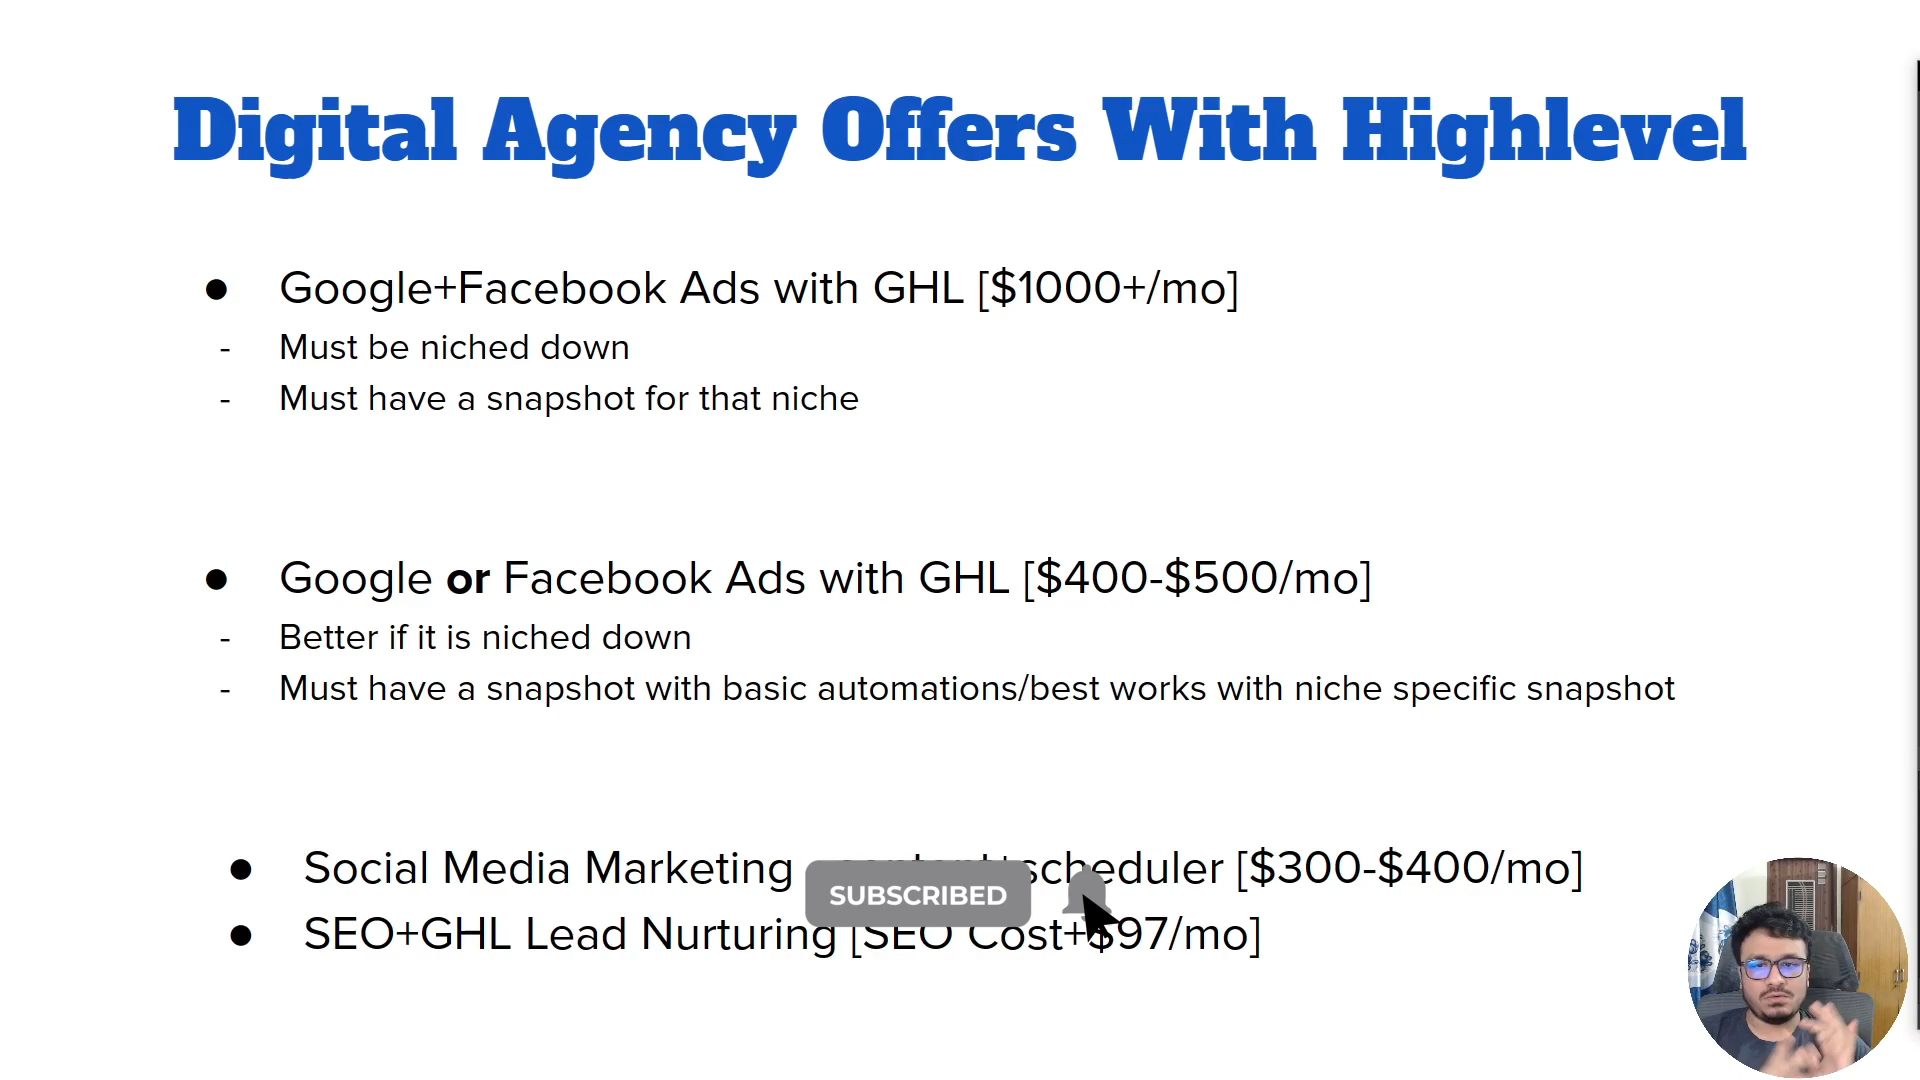 Digital Agency Offers With Highlevel
● Google+Facebook Ads with GHL [$1000+/mo]
- Must be niched down
- Must have a snapshot for that niche
● Google or Facebook Ads with GHL [$400-$500/mo]
- Better if it is niched down
- Must have a snapshot with basic automations/best works with niche specific snapshot
● Social Media Marketing scheduler [$300-$400/mo]
SUBSCRIBED
● SEO+GHL Lead Nurturing [SEO Cost+$97/mo]